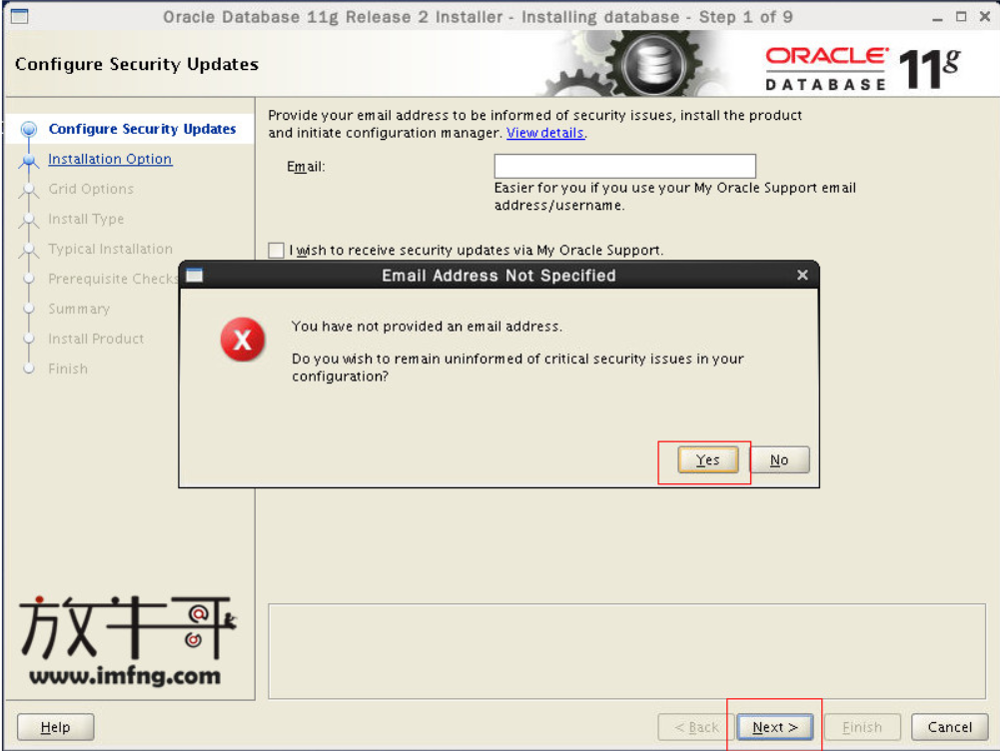 Oracle Database 11g Release 2 Installer - Installing database - Step 1 of 9
Configure Security Updates
ORACLE
DATABASE
11g
Configure Security Updates
Installation Option
Grid Options
Install Type
Typical Installation
Prerequisite Checks
Summary
Install Product
Finish
Provide your email address to be informed of security issues, install the product
and initiate configuration manager. View details.
Email:
Easier for you if you use your My Oracle Support email
address/username.
I wish to receive security updates via My Oracle Support.
Email Address Not Specified
You have not provided an email address.
Do you wish to remain uninformed of critical security issues in your
configuration?
Yes
No
放牛哥
www.imfng.com
Help
< Back
Next >
Finish
Cancel